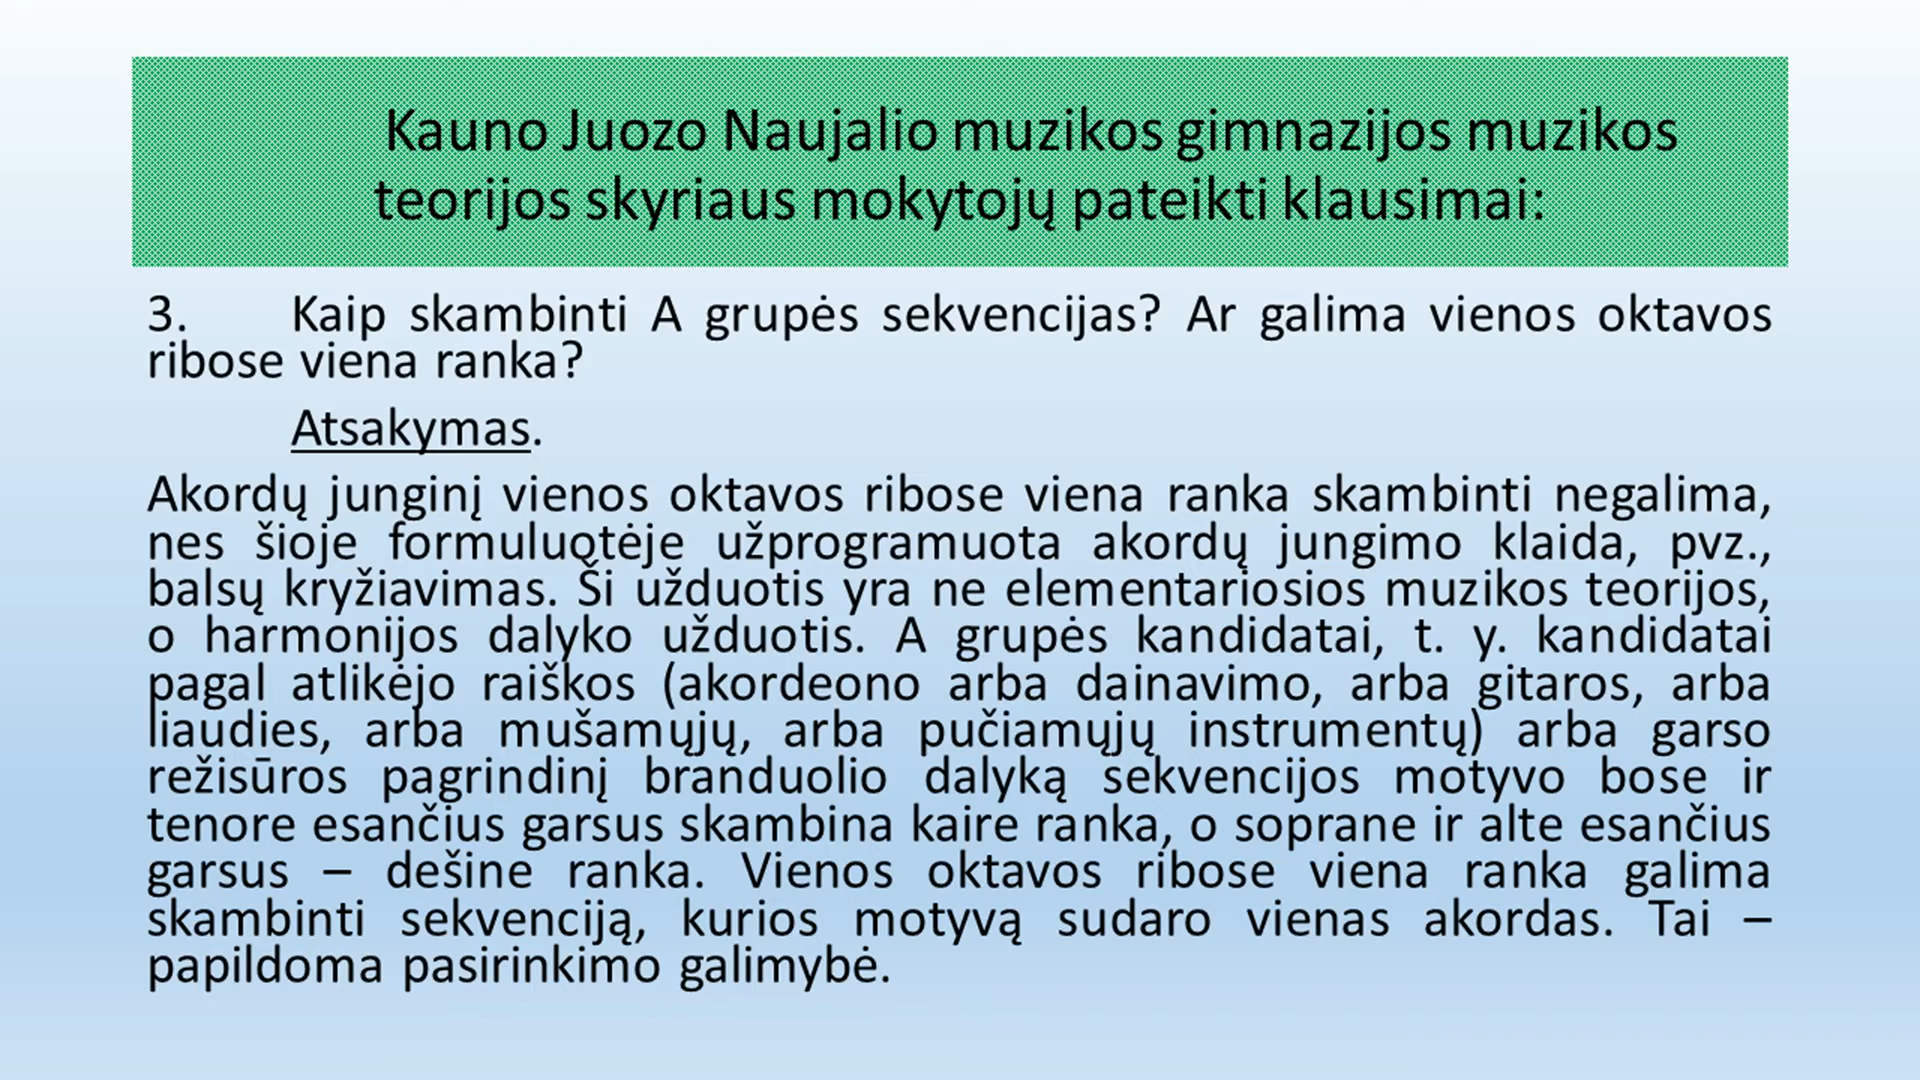 Kauno Juozo Naujalio muzikos gimnazijos muzikos
teorijos skyriaus mokytojų pateikti klausimai:
3. Kaip skambinti A grupės sekvencijas? Ar galima vienos oktavos
ribose viena ranka?
Atsakymas.
Akordų junginį vienos oktavos ribose viena ranka skambinti negalima,
nes šioje formuluotėje užprogramuota akordų jungimo klaida, pvz.,
balsų kryžiavimas. Ši užduotis yra ne elementariosios muzikos teorijos,
o harmonijos dalyko užduotis. A grupės kandidatai, t. y. kandidatai
pagal atlikėjo raiškos (akordeono arba dainavimo, arba gitaros, arba
liaudies, arba mušamųjų, arba pučiamųjų instrumentų) arba garso
režisūros pagrindinį branduolio dalyką sekvencijos motyvo bose ir
tenore esančius garsus skambina kaire ranka, o soprane ir alte esančius
garsus – dešine ranka. Vienos oktavos ribose viena ranka galima
skambinti sekvenciją, kurios motyvą sudaro vienas akordas. Tai –
papildoma pasirinkimo galimybė.